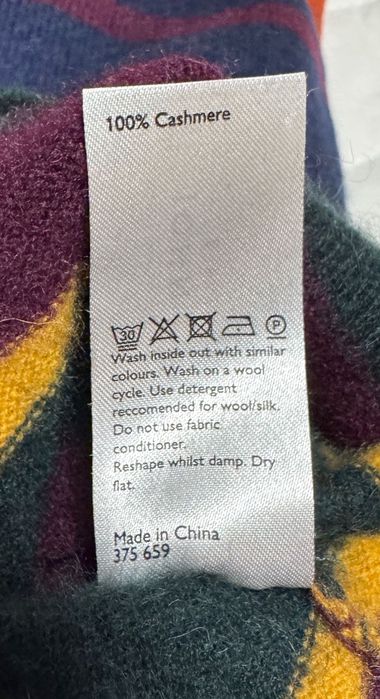 100% Cashmere
30 P
Wash inside out with similar
colours. Wash on a wool
cycle. Use detergent
reccomended for wool/silk.
Do not use fabric
conditioner.
Reshape whilst damp. Dry
flat.
Made in China
375 659